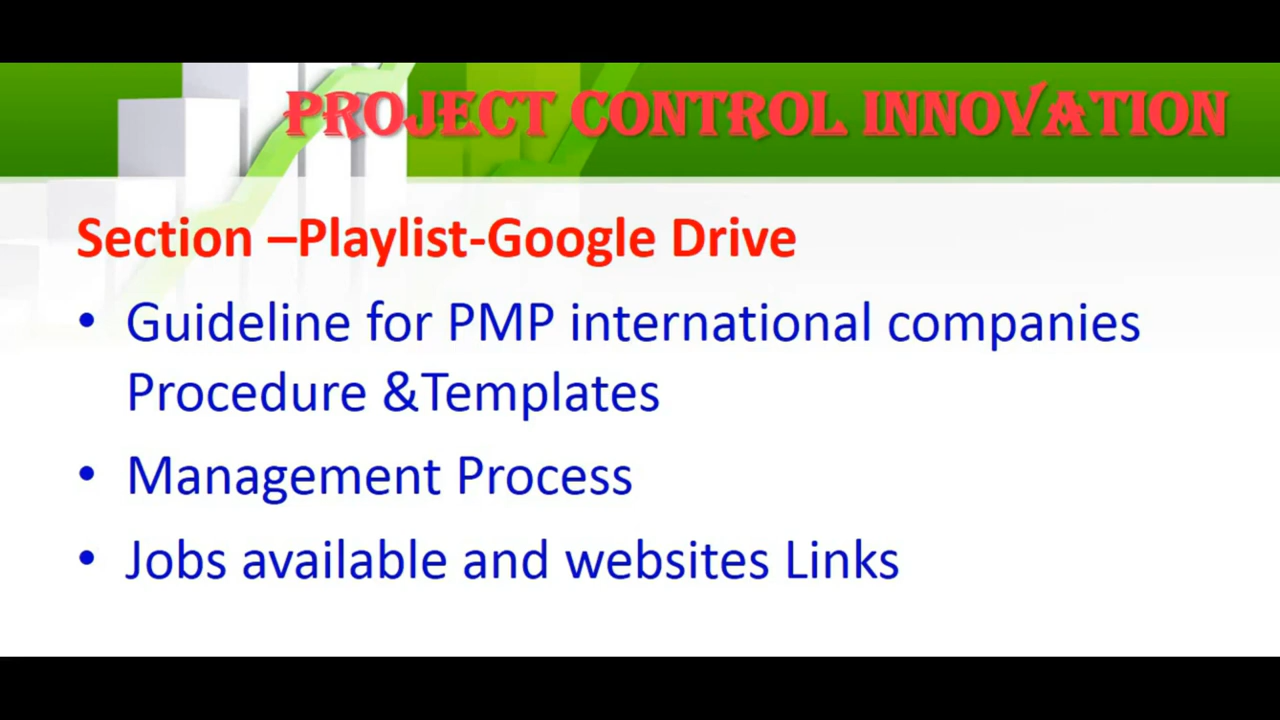 PROJECT CONTROL INNOVATION
Section –Playlist-Google Drive
• Guideline for PMP international companies
Procedure &Templates
• Management Process
• Jobs available and websites Links